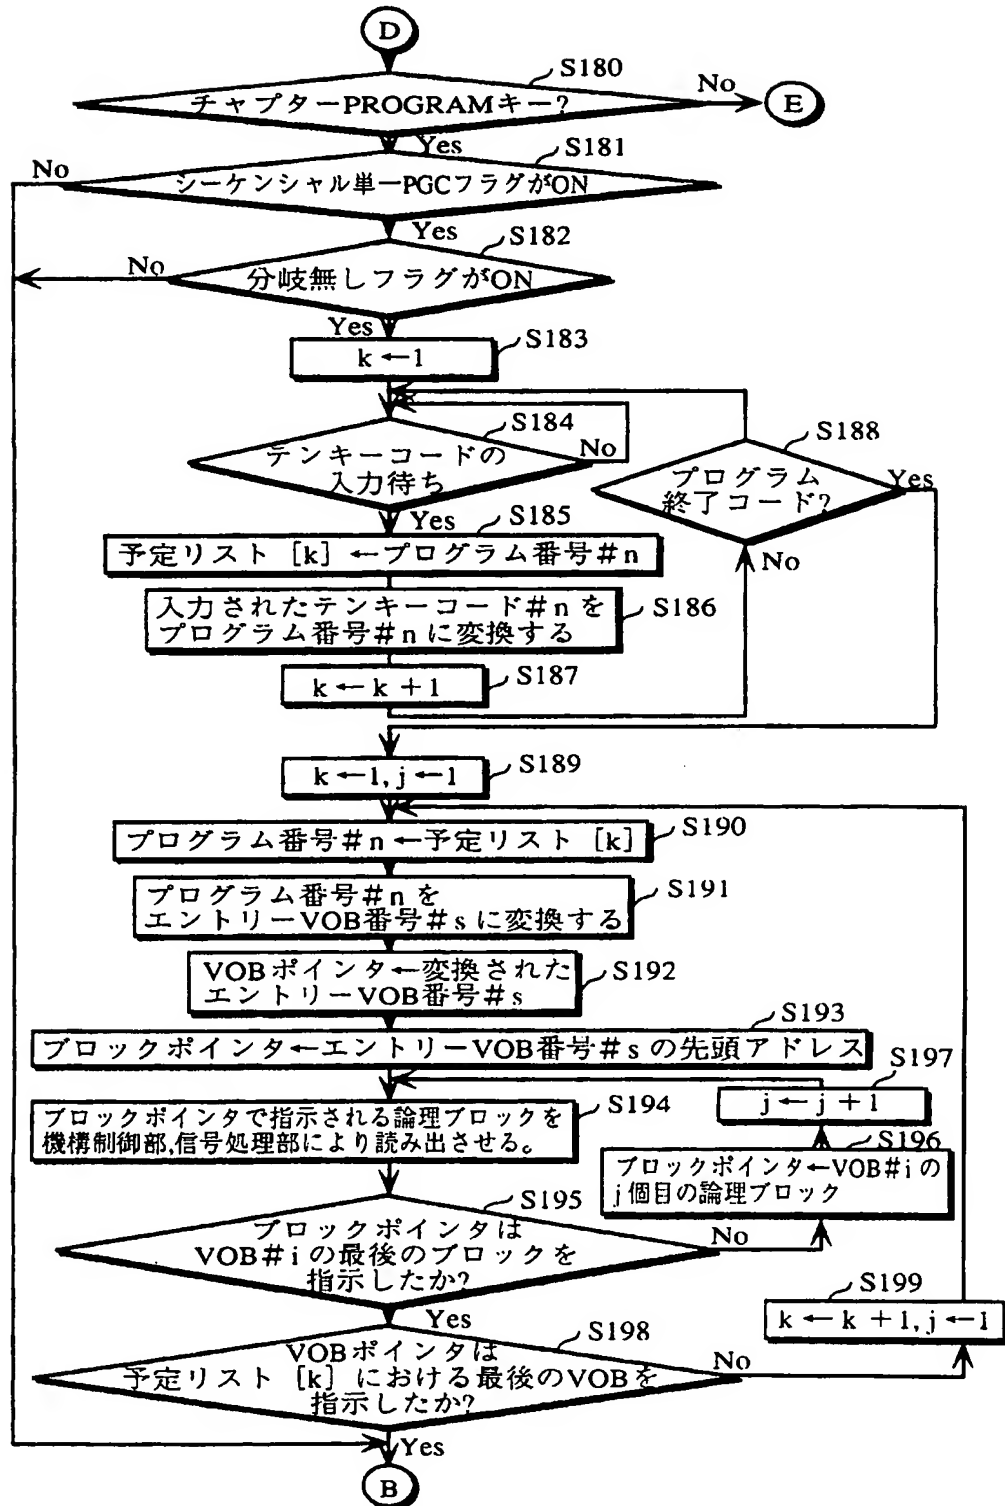 D
S180
チャプターPROGRAMキー?
No
E
Yes
S181
No
シーケンシャル単一PGCフラグがON
Yes
S182
No
分岐無しフラグがON
Yes
S183
k←1
S184
テンキーコードの
入力待ち
No
S188
プログラム
終了コード?
Yes
No
Yes
S185
予定リスト [k] ←プログラム番号#n
入力されたテンキーコード#nを
プログラム番号#nに変換する
S186
k←k+1
S187
k←1, j←1
S189
プログラム番号#n←予定リスト [k]
S190
プログラム番号#nを
エントリーVOB番号#sに変換する
S191
VOBポインタ←変換された
エントリーVOB番号#s
S192
S193
ブロックポインタ←エントリーVOB番号#sの先頭アドレス
S197
j←j+1
ブロックポインタで指示される論理ブロックを
機構制御部,信号処理部により読み出させる。
S194
S196
ブロックポインタ←VOB#iの
j個目の論理ブロック
S195
ブロックポインタは
VOB#iの最後のブロックを
指示したか?
No
Yes
S199
k←k+1, j←1
S198
VOBポインタは
予定リスト [k] における最後のVOBを
指示したか?
No
Yes
B